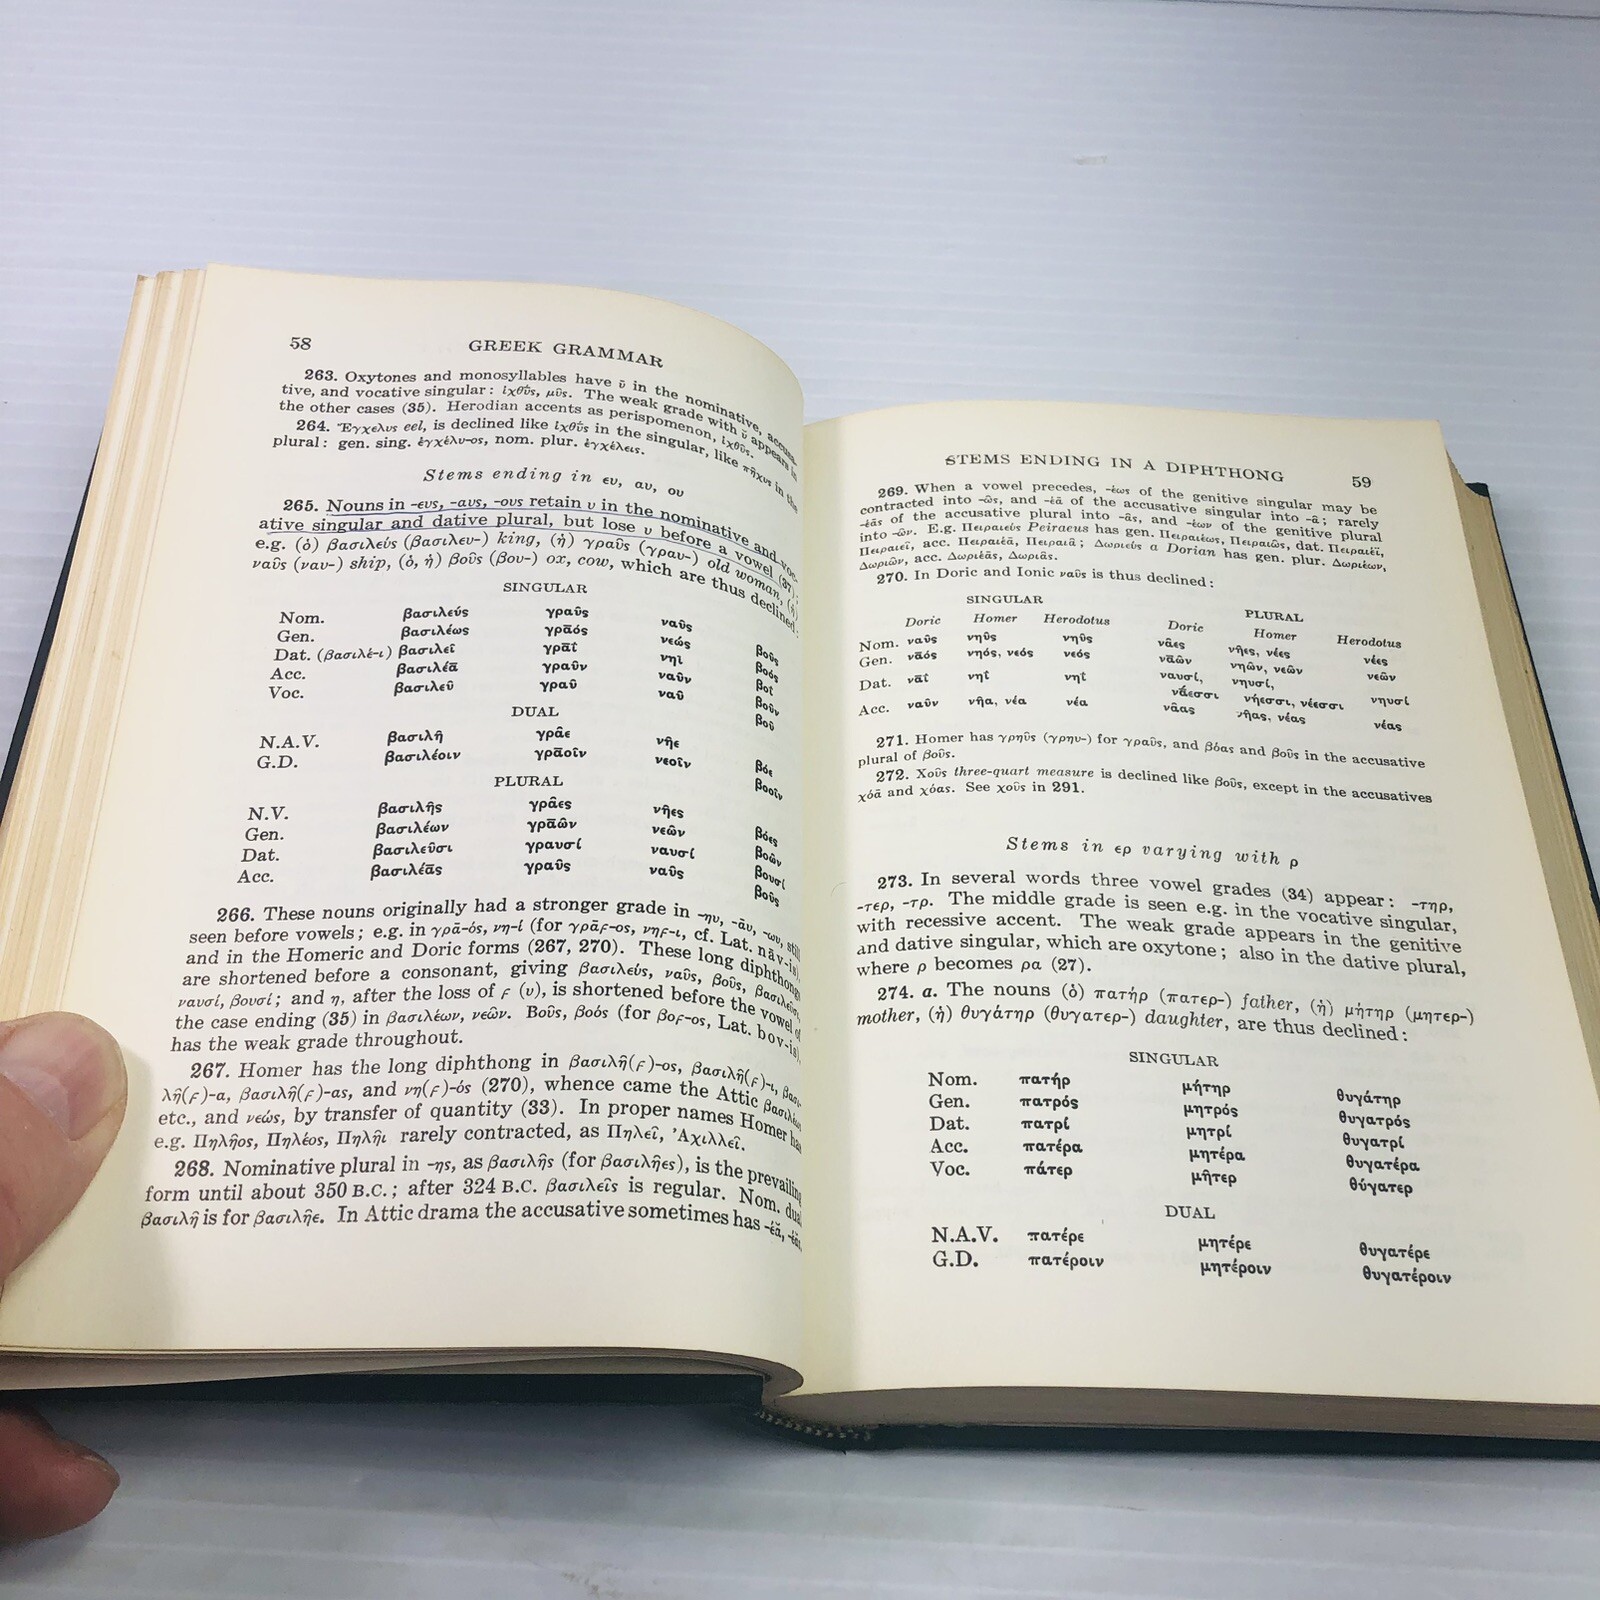 58 GREEK GRAMMAR
263. Oxytones and monosyllables have ῡ in the nominative, accusa-
tive, and vocative singular: ἰχθῡ́ς, μῦς. The weak grade with ῠ appears in
the other cases (35). Herodian accents as perispomenon, ἰχθῦς.
264. Ἔγχελυς eel, is declined like ἰχθῡ́ς in the singular, like πῆχυς in the
plural: gen. sing. ἐγχέλυ-ος, nom. plur. ἐγχέλεις.
Stems ending in ευ, αυ, ου
265. Nouns in -ευς, -αυς, -ους retain υ in the nominative and voc-
ative singular and dative plural, but lose υ before a vowel (37);
e.g. (ὁ) βασιλεύς (βασιλευ-) king, (ἡ) γραῦς (γραυ-) old woman, (ἡ)
ναῦς (ναυ-) ship, (ὁ, ἡ) βοῦς (βου-) ox, cow, which are thus declined:
SINGULAR
Nom. βασιλεύς γραῦς ναῦς βοῦς
Gen. βασιλέως γρᾱός νεώς βοός
Dat. (βασιλέ-ι) βασιλεῖ γρᾱΐ νηΐ βοΐ
Acc. βασιλέᾱ γραῦν ναῦν βοῦν
Voc. βασιλεῦ γραῦ ναῦ βοῦ
DUAL
N.A.V. βασιλῆ γρᾶε νῆε βόε
G.D. βασιλέοιν γρᾱοῖν νεοῖν βοοῖν
PLURAL
N.V. βασιλῆς γρᾶες νῆες βόες
Gen. βασιλέων γρᾱῶν νεῶν βοῶν
Dat. βασιλεῦσι γραυσί ναυσί βουσί
Acc. βασιλέᾱς γραῦς ναῦς βοῦς
266. These nouns originally had a stronger grade in -ηυ, -ᾱυ, -ωυ, still
seen before vowels; e.g. in γρᾱ-ός, νη-ί (for γρᾱϝ-ος, νηϝ-ι, cf. Lat. nāv-is),
and in the Homeric and Doric forms (267, 270). These long diphthongs
are shortened before a consonant, giving βασιλεύς, ναῦς, βοῦς, βασιλεῦσι,
ναυσί, βουσί; and η, after the loss of ϝ (υ), is shortened before the vowel of
the case ending (35) in βασιλέων, νεῶν. Βοῦς, βοός (for βοϝ-ος, Lat. bov-is),
has the weak grade throughout.
267. Homer has the long diphthong in βασιλῆ(ϝ)-ος, βασιλῆ(ϝ)-ι, βασι-
λῆ(ϝ)-α, βασιλῆ(ϝ)-ας, and νη(ϝ)-ός (270), whence came the Attic βασιλέως
etc., and νεώς, by transfer of quantity (33). In proper names Homer has
e.g. Πηλῆος, Πηλέος, Πηλῆι rarely contracted, as Πηλεῖ, Ἀχιλλεῖ.
268. Nominative plural in -ης, as βασιλῆς (for βασιλῆες), is the prevailing
form until about 350 B.C.; after 324 B.C. βασιλεῖς is regular. Nom. dual
βασιλῆ is for βασιλῆε. In Attic drama the accusative sometimes has -έᾰ, -έᾰς.
STEMS ENDING IN A DIPHTHONG 59
269. When a vowel precedes, -έως of the genitive singular may be
contracted into -ῶς, and -έᾱ of the accusative singular into -ᾶ; rarely
-έᾱς of the accusative plural into -ᾶς, and -έων of the genitive plural
into -ῶν. E.g. Πειραιεύς Peiraeus has gen. Πειραιέως, Πειραιῶς, dat. Πειραιέϊ,
Πειραιεῖ, acc. Πειραιέᾱ, Πειραιᾶ; Δωριεύς a Dorian has gen. plur. Δωριέων,
Δωριῶν, acc. Δωριέᾱς, Δωριᾶς.
270. In Doric and Ionic ναῦς is thus declined:
SINGULAR PLURAL
Doric Homer Herodotus Doric Homer Herodotus
Nom. ναῦς νηῦς νηῦς νᾶες νῆες, νέες νέες
Gen. νᾱός νηός, νεός νεός νᾱῶν νηῶν, νεῶν νεῶν
Dat. νᾱΐ νηΐ νηΐ ναυσί, νᾱ́εσσι νηυσί, νήεσσι, νέεσσι νηυσί
Acc. ναῦν νῆα, νέα νέα νᾶας νῆας, νέας νέας
271. Homer has γρηῦς (γρηυ-) for γραῦς, and βόας and βοῦς in the accusative
plural of βοῦς.
272. Χοῦς three-quart measure is declined like βοῦς, except in the accusatives
χόᾱ and χόας. See χοῦς in 291.
Stems in ερ varying with ρ
273. In several words three vowel grades (34) appear: -τηρ,
-τερ, -τρ. The middle grade is seen e.g. in the vocative singular,
with recessive accent. The weak grade appears in the genitive
and dative singular, which are oxytone; also in the dative plural,
where ρ becomes ρα (27).
274. a. The nouns (ὁ) πατήρ (πατερ-) father, (ἡ) μήτηρ (μητερ-)
mother, (ἡ) θυγάτηρ (θυγατερ-) daughter, are thus declined:
SINGULAR
Nom. πατήρ μήτηρ θυγάτηρ
Gen. πατρός μητρός θυγατρός
Dat. πατρί μητρί θυγατρί
Acc. πατέρα μητέρα θυγατέρα
Voc. πάτερ μῆτερ θύγατερ
DUAL
N.A.V. πατέρε μητέρε θυγατέρε
G.D. πατέροιν μητέροιν θυγατέροιν